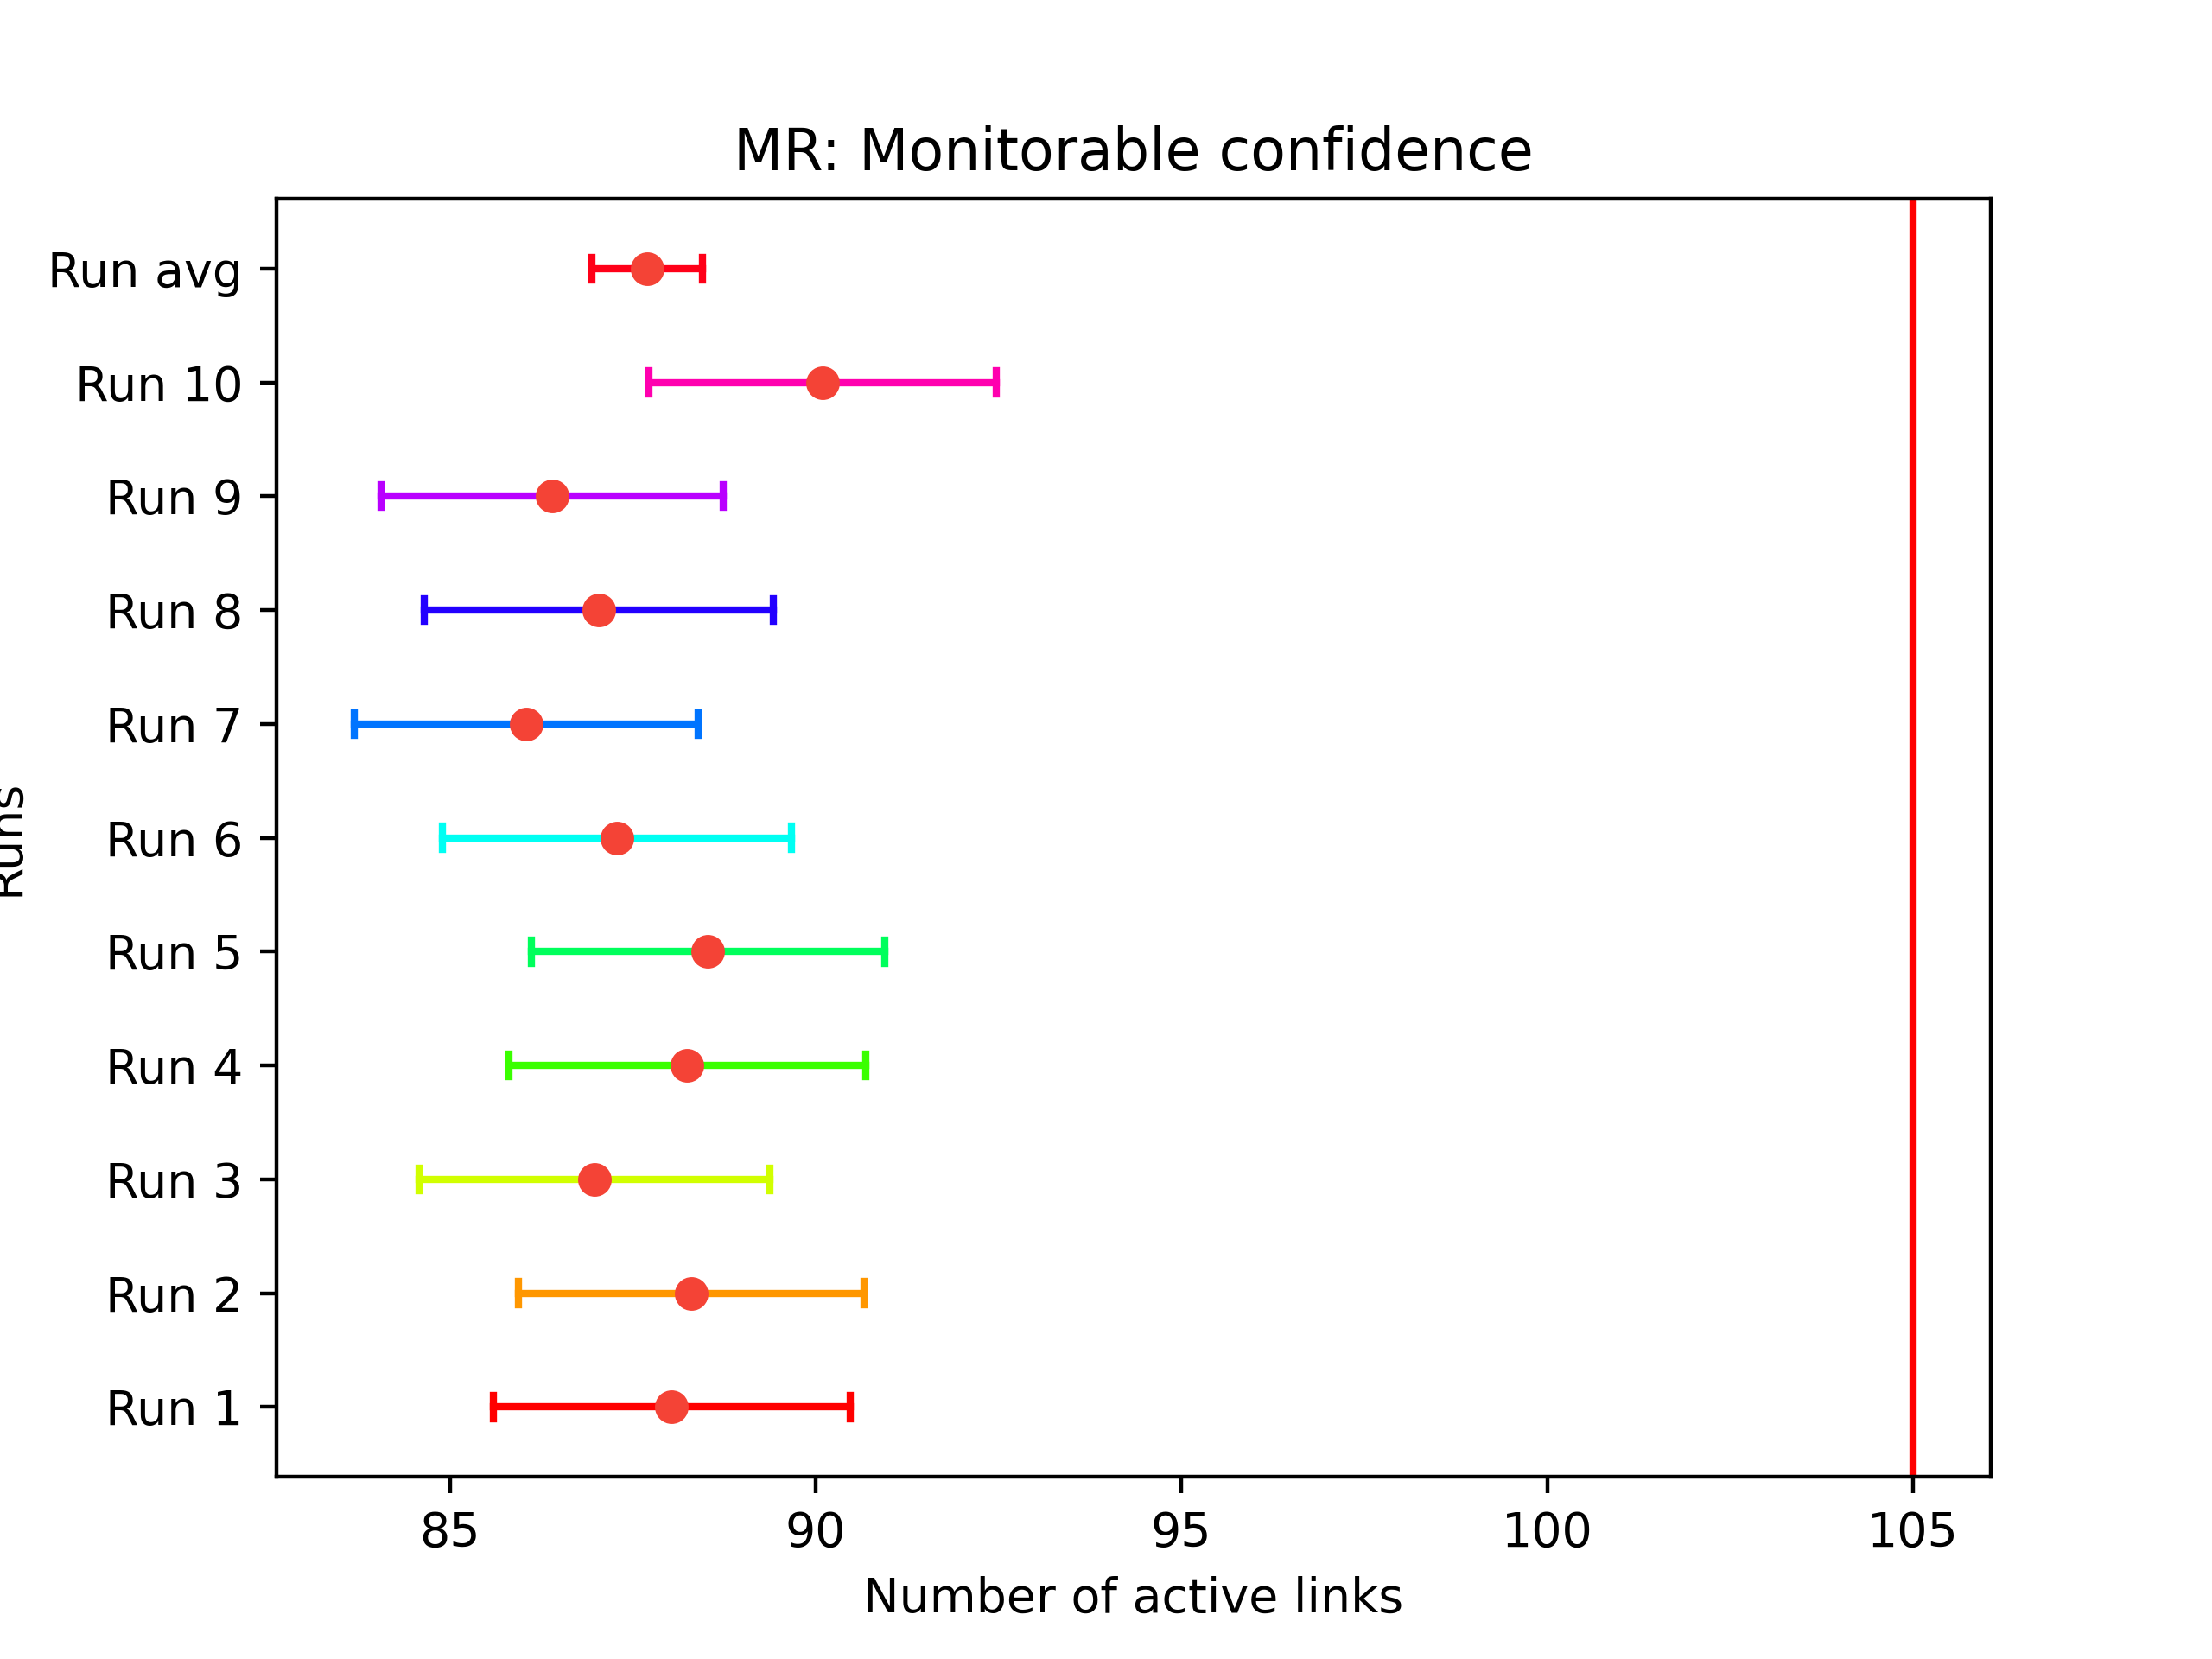 MR: Monitorable confidence
Run avg
Run 10
Run 9
Run 8
Run 7
Run 6
Run 5
Run 4
Run 3
Run 2
Run 1
Runs
85 90 95 100 105
Number of active links